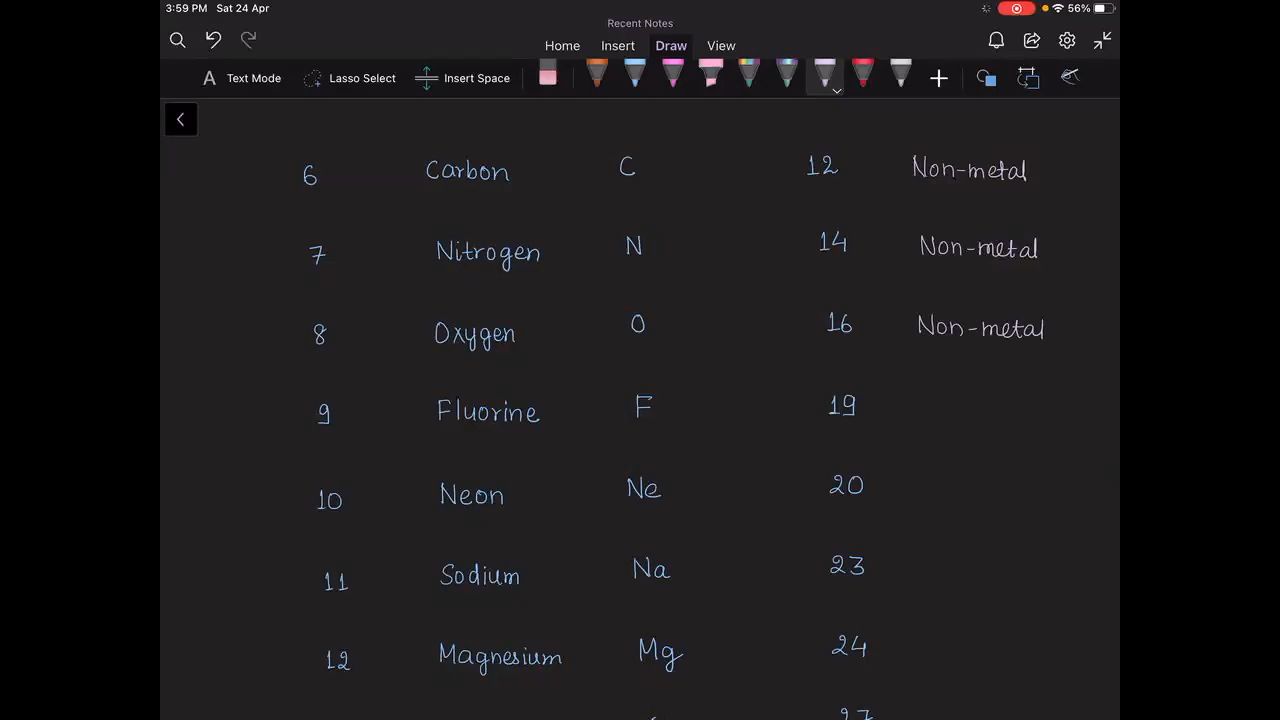 3:59 PM Sat 24 Apr 56%
Recent Notes
Home Insert Draw View
A Text Mode Lasso Select Insert Space
6 Carbon C 12 Non-metal
7 Nitrogen N 14 Non-metal
8 Oxygen O 16 Non-metal
9 Fluorine F 19
10 Neon Ne 20
11 Sodium Na 23
12 Magnesium Mg 24
27